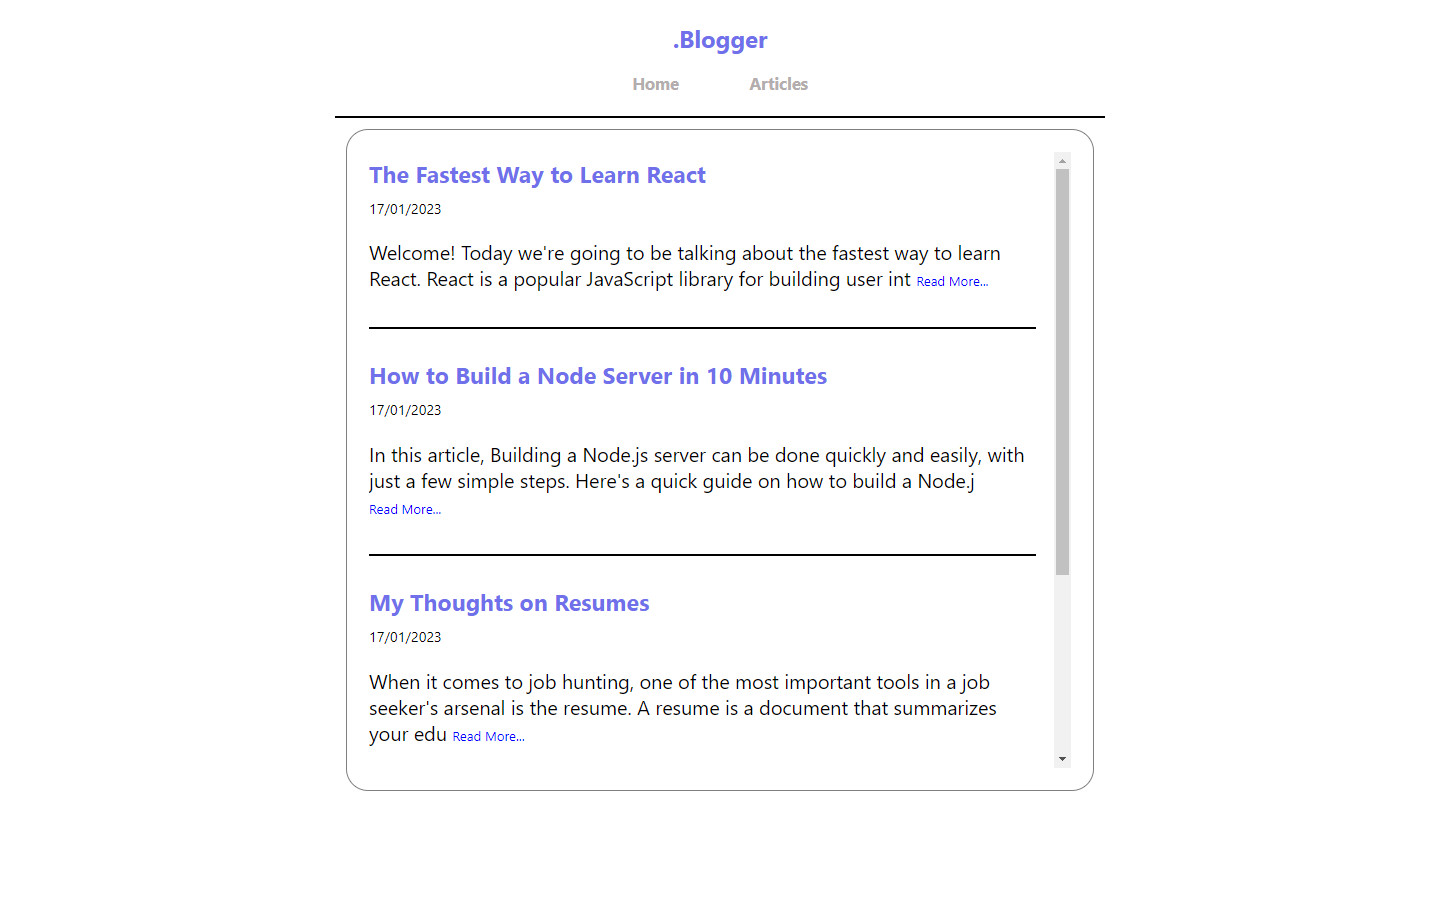 .Blogger
Home Articles
The Fastest Way to Learn React
17/01/2023
Welcome! Today we're going to be talking about the fastest way to learn
React. React is a popular JavaScript library for building user int Read More...
How to Build a Node Server in 10 Minutes
17/01/2023
In this article, Building a Node.js server can be done quickly and easily, with
just a few simple steps. Here's a quick guide on how to build a Node.j
Read More...
My Thoughts on Resumes
17/01/2023
When it comes to job hunting, one of the most important tools in a job
seeker's arsenal is the resume. A resume is a document that summarizes
your edu Read More...